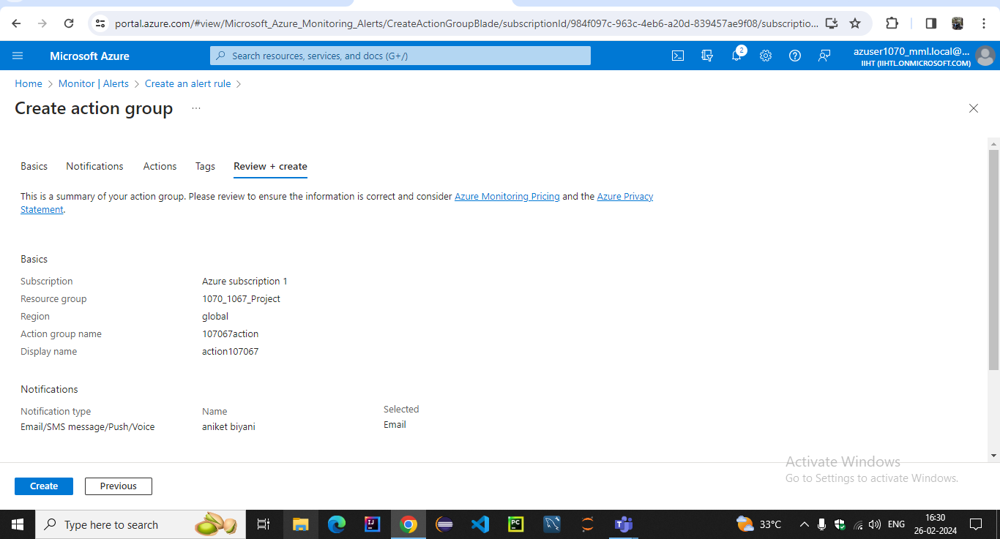 portal.azure.com/#view/Microsoft_Azure_Monitoring_Alerts/CreateActionGroupBlade/subscriptionId/984f097c-963c-4eb6-a20d-839457ae9f08/subscriptio...
Microsoft Azure
Search resources, services, and docs (G+/)
2
azuser1070_mml.local@...
IIHT (IIHTL.ONMICROSOFT.COM)
Home > Monitor | Alerts > Create an alert rule >
Create action group ...
Basics Notifications Actions Tags Review + create
This is a summary of your action group. Please review to ensure the information is correct and consider Azure Monitoring Pricing and the Azure Privacy
Statement.
Basics
Subscription Azure subscription 1
Resource group 1070_1067_Project
Region global
Action group name 107067action
Display name action107067
Notifications
Notification type Name Selected
Email/SMS message/Push/Voice aniket biyani Email
Activate Windows
Go to Settings to activate Windows.
Create Previous
Type here to search
IJ
PC
33°C
ENG
16:30
26-02-2024